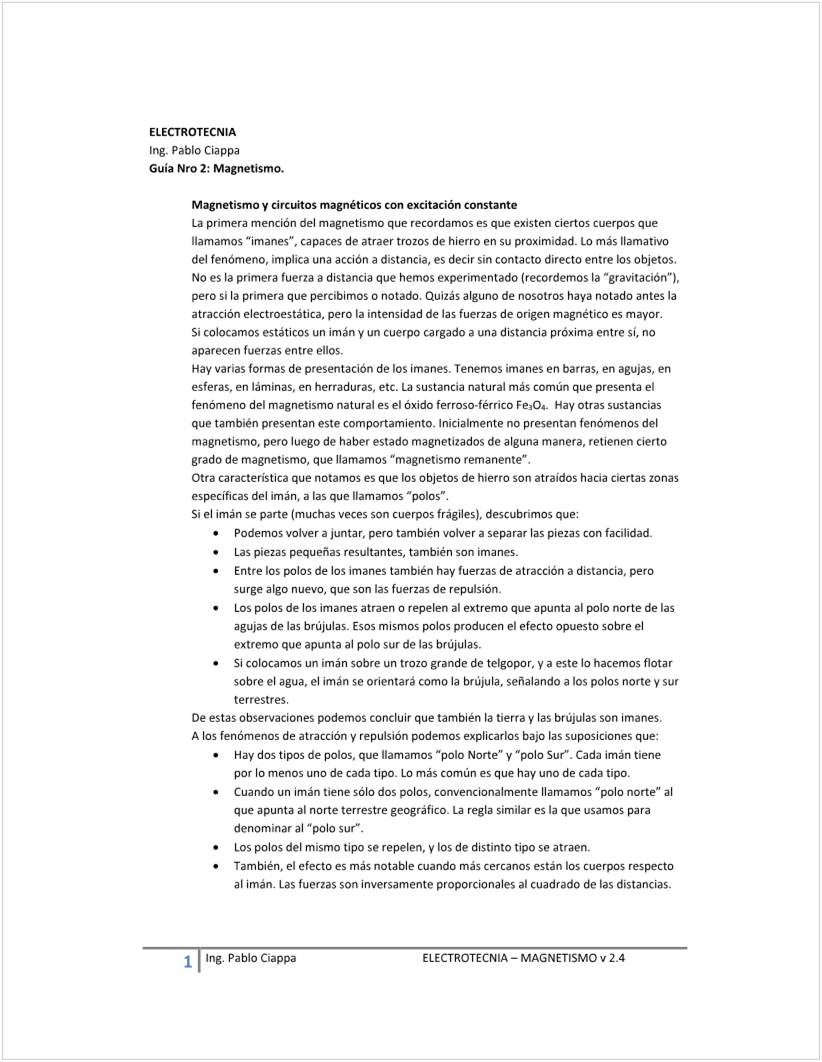 ELECTROTECNIA
Ing. Pablo Ciappa
Guía Nro 2: Magnetismo.
Magnetismo y circuitos magnéticos con excitación constante
La primera mención del magnetismo que recordamos es que existen ciertos cuerpos que
llamamos “imanes”, capaces de atraer trozos de hierro en su proximidad. Lo más llamativo
del fenómeno, implica una acción a distancia, es decir sin contacto directo entre los objetos.
No es la primera fuerza a distancia que hemos experimentado (recordemos la “gravitación”),
pero si la primera que percibimos o notado. Quizás alguno de nosotros haya notado antes la
atracción electroestática, pero la intensidad de las fuerzas de origen magnético es mayor.
Si colocamos estáticos un imán y un cuerpo cargado a una distancia próxima entre sí, no
aparecen fuerzas entre ellos.
Hay varias formas de presentación de los imanes. Tenemos imanes en barras, en agujas, en
esferas, en láminas, en herraduras, etc. La sustancia natural más común que presenta el
fenómeno del magnetismo natural es el óxido ferroso-férrico Fe₃O₄.  Hay otras sustancias
que también presentan este comportamiento. Inicialmente no presentan fenómenos del
magnetismo, pero luego de haber estado magnetizados de alguna manera, retienen cierto
grado de magnetismo, que llamamos “magnetismo remanente”.
Otra característica que notamos es que los objetos de hierro son atraídos hacia ciertas zonas
específicas del imán, a las que llamamos “polos”.
Si el imán se parte (muchas veces son cuerpos frágiles), descubrimos que:
• Podemos volver a juntar, pero también volver a separar las piezas con facilidad.
• Las piezas pequeñas resultantes, también son imanes.
• Entre los polos de los imanes también hay fuerzas de atracción a distancia, pero
surge algo nuevo, que son las fuerzas de repulsión.
• Los polos de los imanes atraen o repelen al extremo que apunta al polo norte de las
agujas de las brújulas. Esos mismos polos producen el efecto opuesto sobre el
extremo que apunta al polo sur de las brújulas.
• Si colocamos un imán sobre un trozo grande de telgopor, y a este lo hacemos flotar
sobre el agua, el imán se orientará como la brújula, señalando a los polos norte y sur
terrestres.
De estas observaciones podemos concluir que también la tierra y las brújulas son imanes.
A los fenómenos de atracción y repulsión podemos explicarlos bajo las suposiciones que:
• Hay dos tipos de polos, que llamamos “polo Norte” y “polo Sur”. Cada imán tiene
por lo menos uno de cada tipo. Lo más común es que hay uno de cada tipo.
• Cuando un imán tiene sólo dos polos, convencionalmente llamamos “polo norte” al
que apunta al norte terrestre geográfico. La regla similar es la que usamos para
denominar al “polo sur”.
• Los polos del mismo tipo se repelen, y los de distinto tipo se atraen.
• También, el efecto es más notable cuando más cercanos están los cuerpos respecto
al imán. Las fuerzas son inversamente proporcionales al cuadrado de las distancias.
1 Ing. Pablo Ciappa ELECTROTECNIA – MAGNETISMO v 2.4